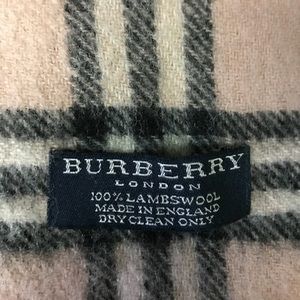 BURBERRY
LONDON
100% LAMBSWOOL
MADE IN ENGLAND
DRY CLEAN ONLY